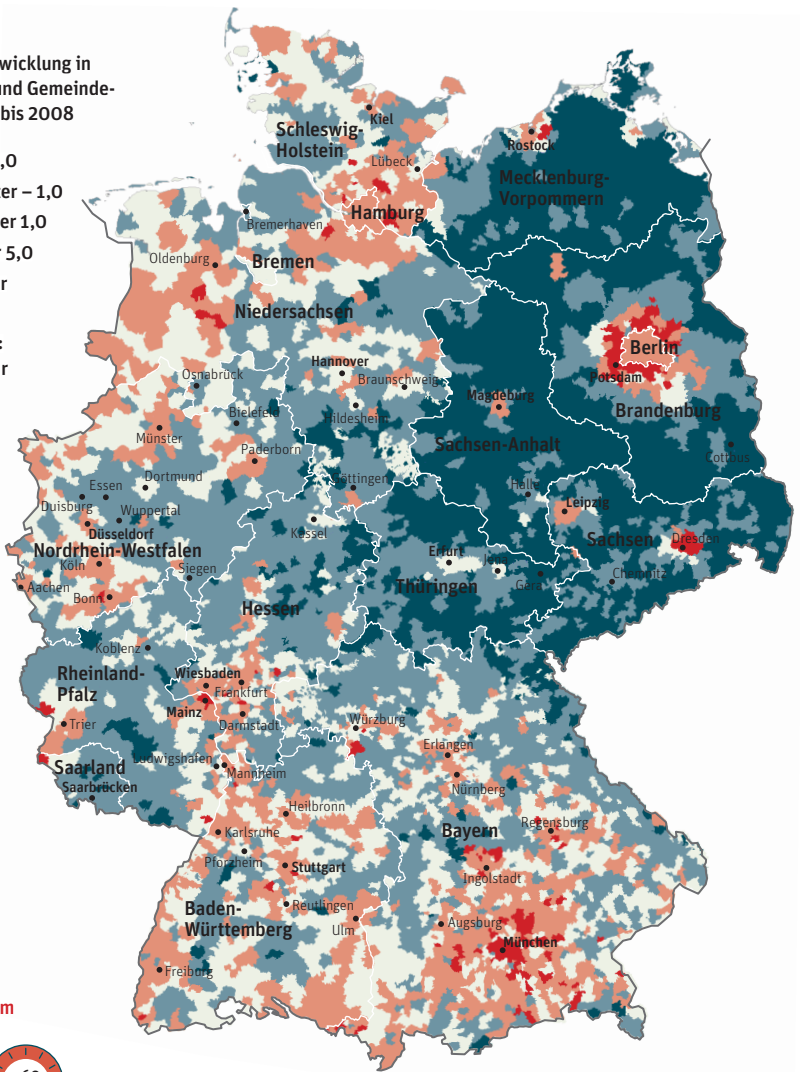 wicklung in
und Gemeinde-
bis 2008
,0
ter – 1,0
er 1,0
r 5,0
r
:
r
Kiel
Schleswig-
Holstein
Lübeck
Rostock
Mecklenburg-
Vorpommern
Hamburg
Bremerhaven
Oldenburg
Bremen
Niedersachsen
Berlin
Potsdam
Brandenburg
Cottbus
Hannover
Braunschweig
Osnabrück
Bielefeld
Hildesheim
Magdeburg
Sachsen-Anhalt
Münster
Paderborn
Göttingen
Halle
Leipzig
Dortmund
Essen
Duisburg
Wuppertal
Düsseldorf
Nordrhein-Westfalen
Kassel
Sachsen
Dresden
Chemnitz
Erfurt
Jena
Gera
Thüringen
Köln
Siegen
Aachen
Bonn
Hessen
Koblenz
Rheinland-
Pfalz
Wiesbaden
Frankfurt
Mainz
Darmstadt
Trier
Würzburg
Erlangen
Saarland
Saarbrücken
Ludwigshafen
Mannheim
Nürnberg
Heilbronn
Bayern
Regensburg
Karlsruhe
Pforzheim
Stuttgart
Ingolstadt
Baden-
Württemberg
Reutlingen
Ulm
Augsburg
München
Freiburg
m